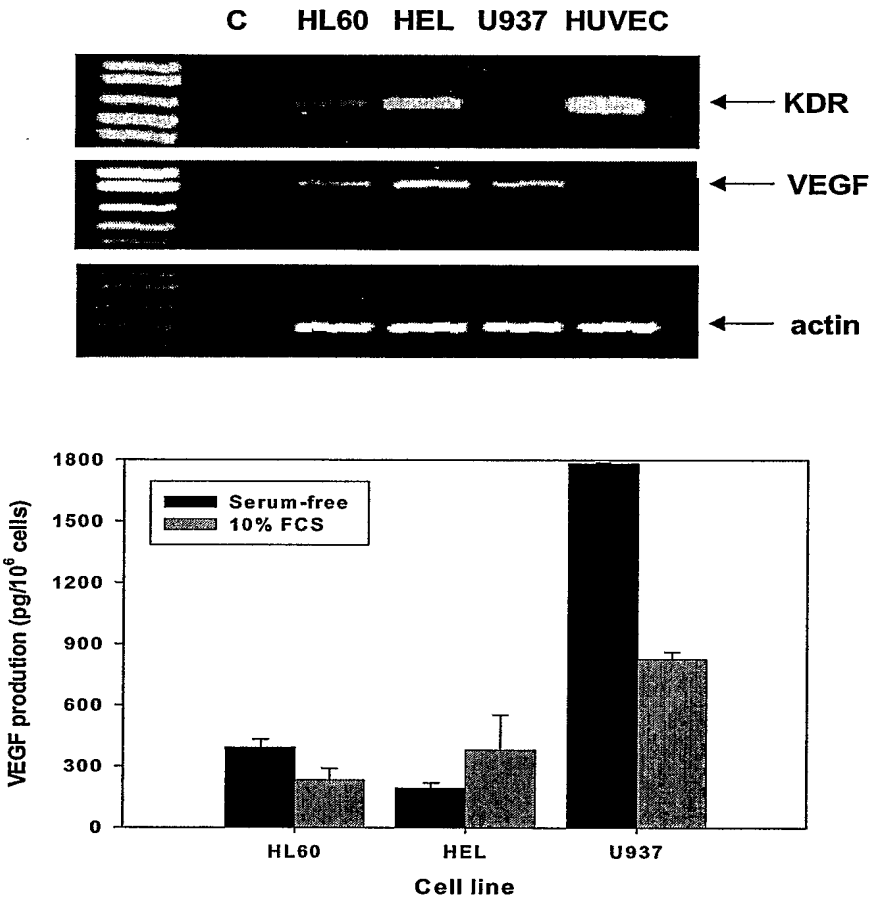 C HL60 HEL U937 HUVEC
KDR
VEGF
actin
1800
1500
1200
900
600
300
0
VEGF prodution (pg/10⁶ cells)
Serum-free
10% FCS
HL60 HEL U937
Cell line